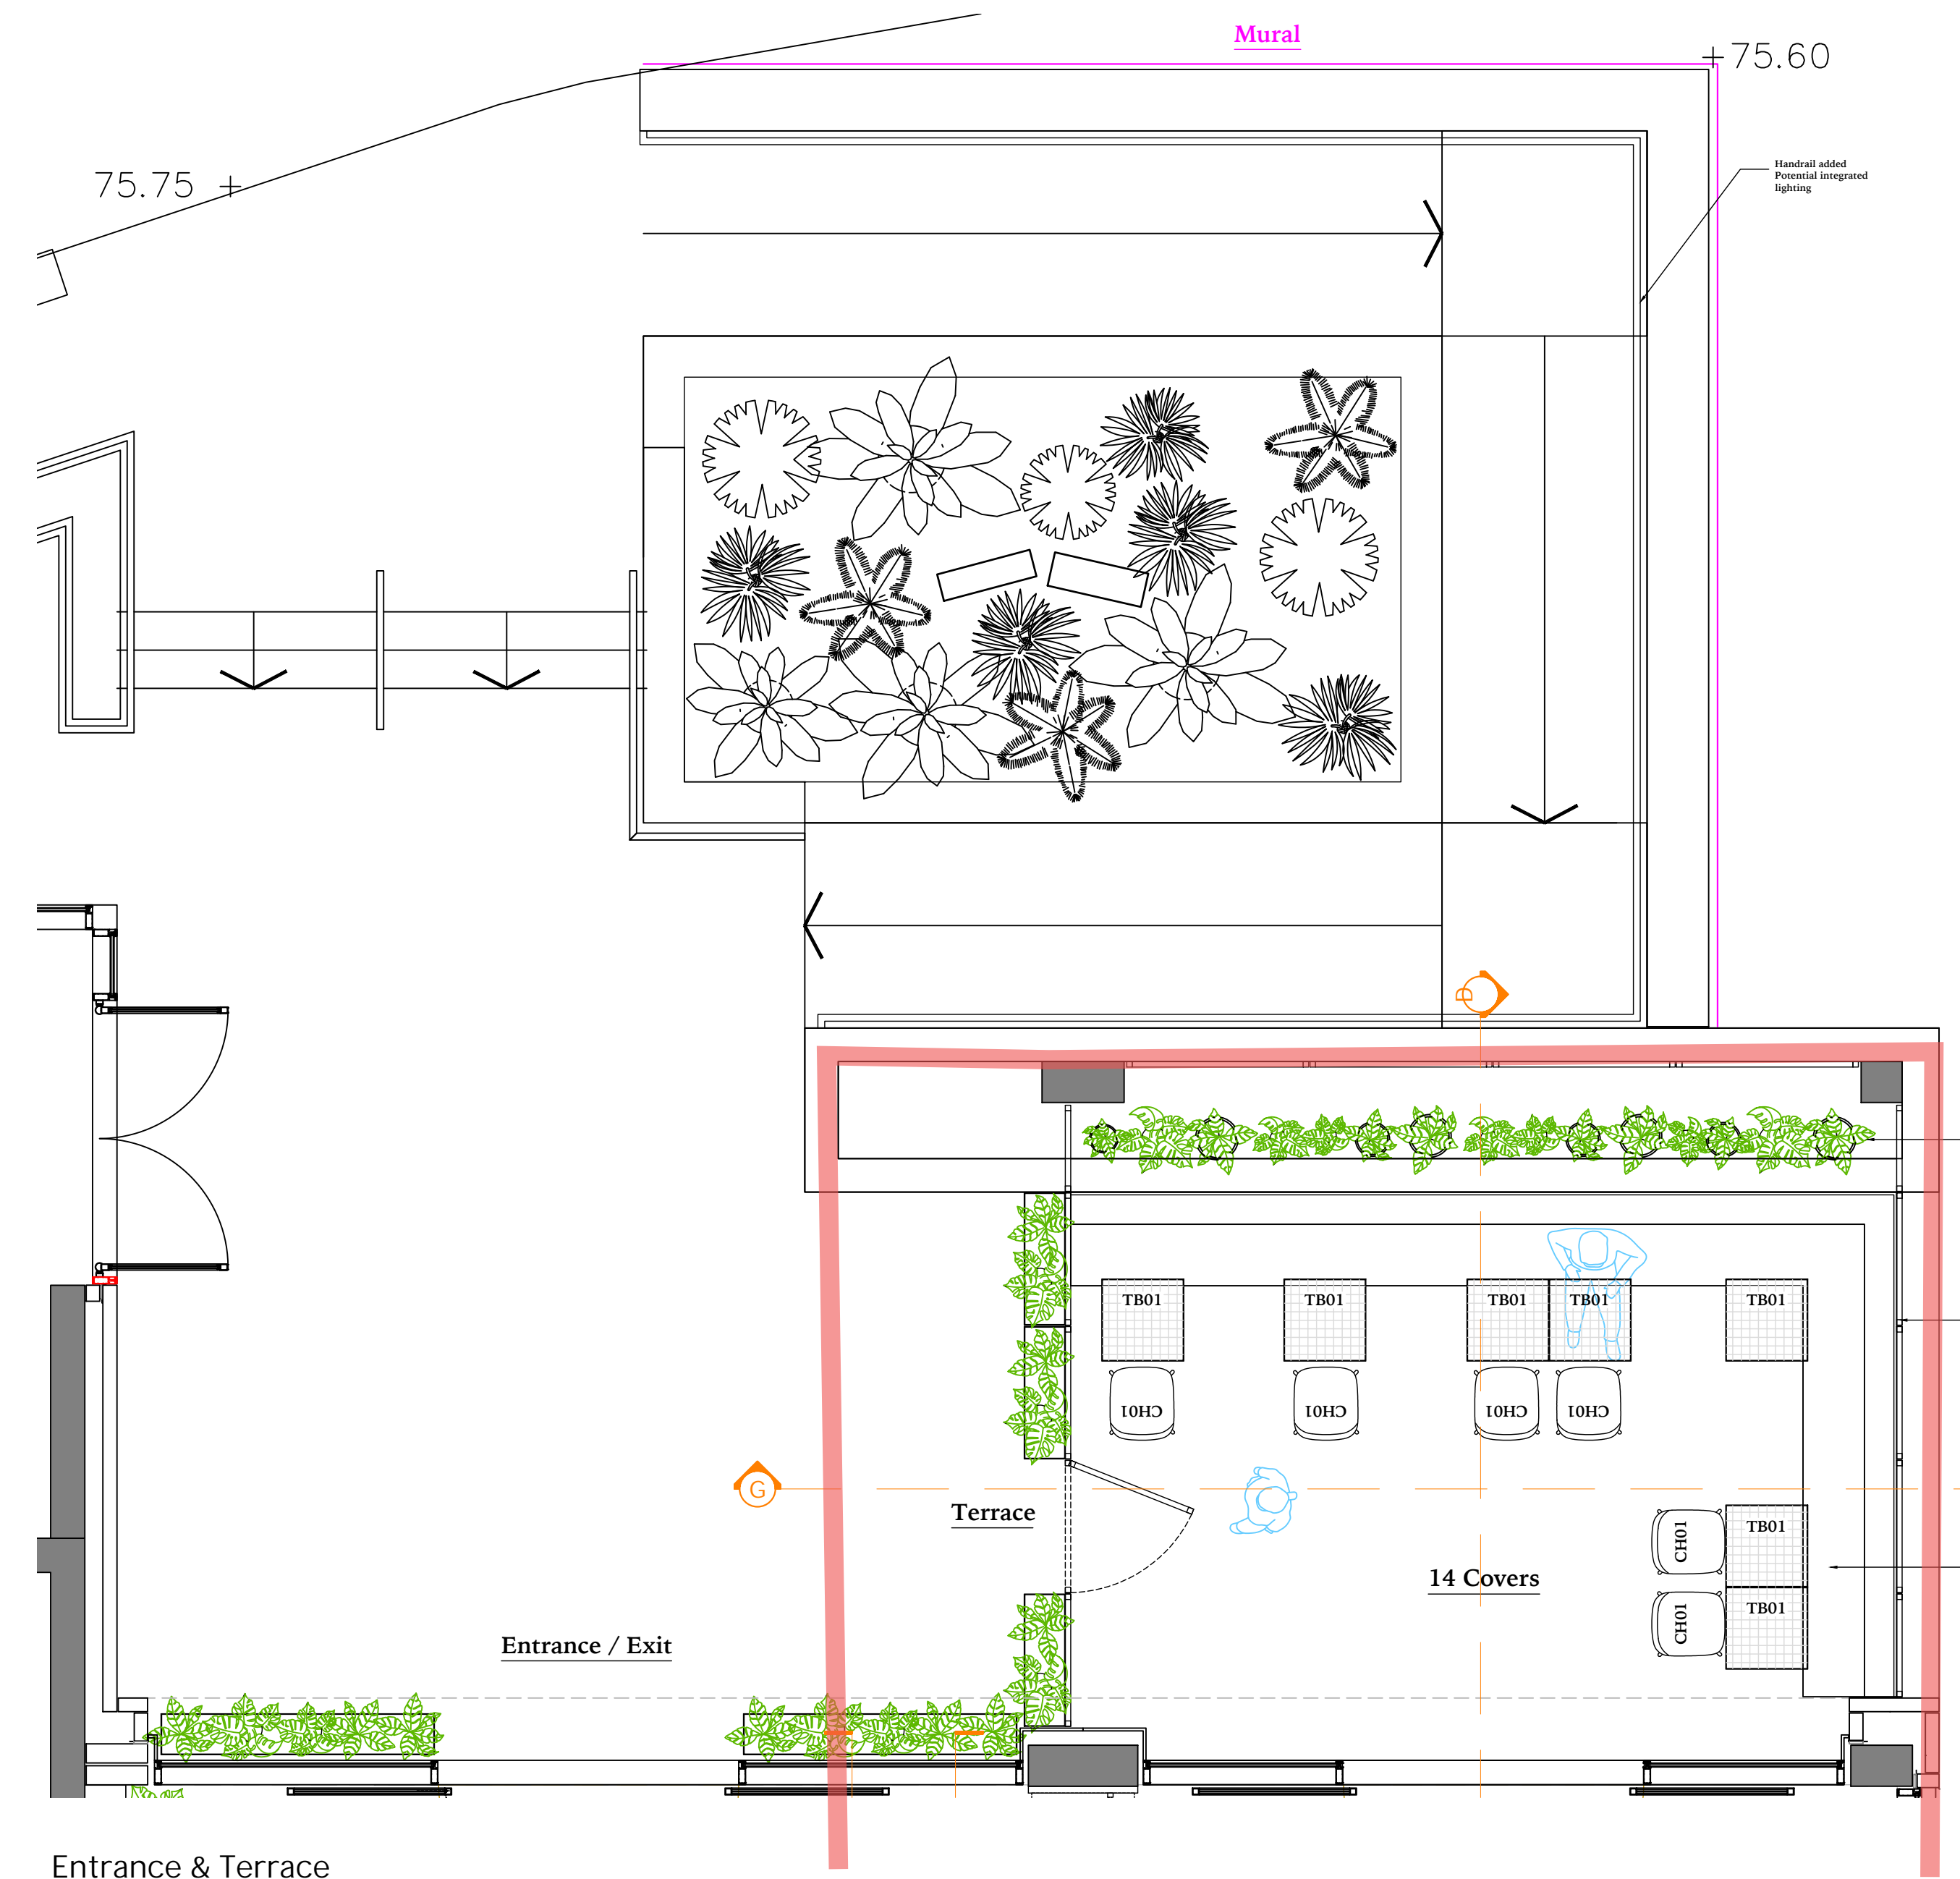 Mural
75.60
75.75
Handrail added
Potential integrated
lighting
D
TB01 TB01 TB01 TB01 TB01
CH01 CH01 CH01 CH01
G
Terrace
CH01 TB01
14 Covers
CH01 TB01
Entrance / Exit
Entrance & Terrace